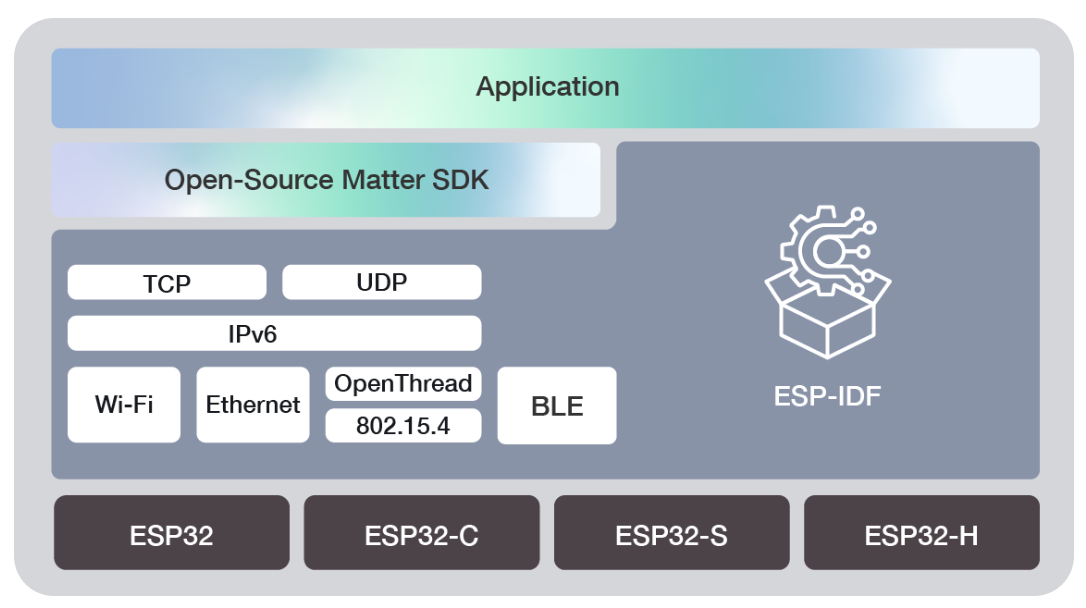 Application
Open-Source Matter SDK
TCP
UDP
IPv6
Wi-Fi
Ethernet
OpenThread
802.15.4
BLE
ESP-IDF
ESP32
ESP32-C
ESP32-S
ESP32-H